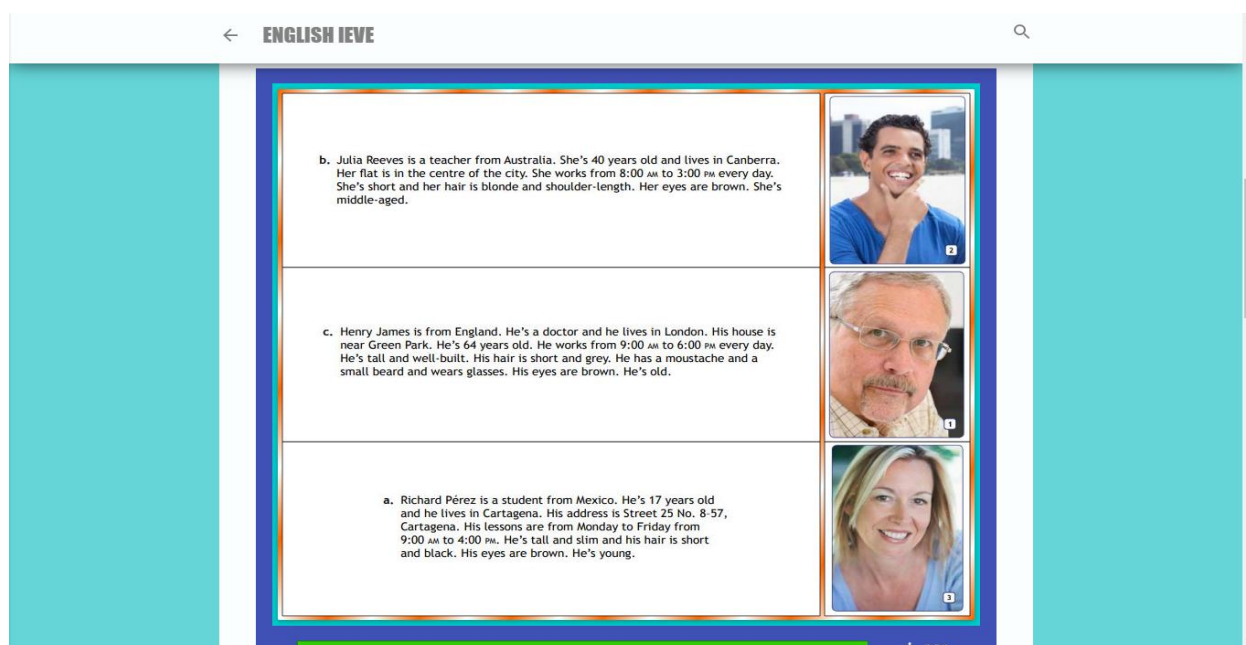 ENGLISH IEVE
b. Julia Reeves is a teacher from Australia. She's 40 years old and lives in Canberra.
Her flat is in the centre of the city. She works from 8:00 AM to 3:00 PM every day.
She's short and her hair is blonde and shoulder-length. Her eyes are brown. She's
middle-aged.
2
c. Henry James is from England. He's a doctor and he lives in London. His house is
near Green Park. He's 64 years old. He works from 9:00 AM to 6:00 PM every day.
He's tall and well-built. His hair is short and grey. He has a moustache and a
small beard and wears glasses. His eyes are brown. He's old.
1
a. Richard Pérez is a student from Mexico. He's 17 years old
and he lives in Cartagena. His address is Street 25 No. 8-57,
Cartagena. His lessons are from Monday to Friday from
9:00 AM to 4:00 PM. He's tall and slim and his hair is short
and black. His eyes are brown. He's young.
3